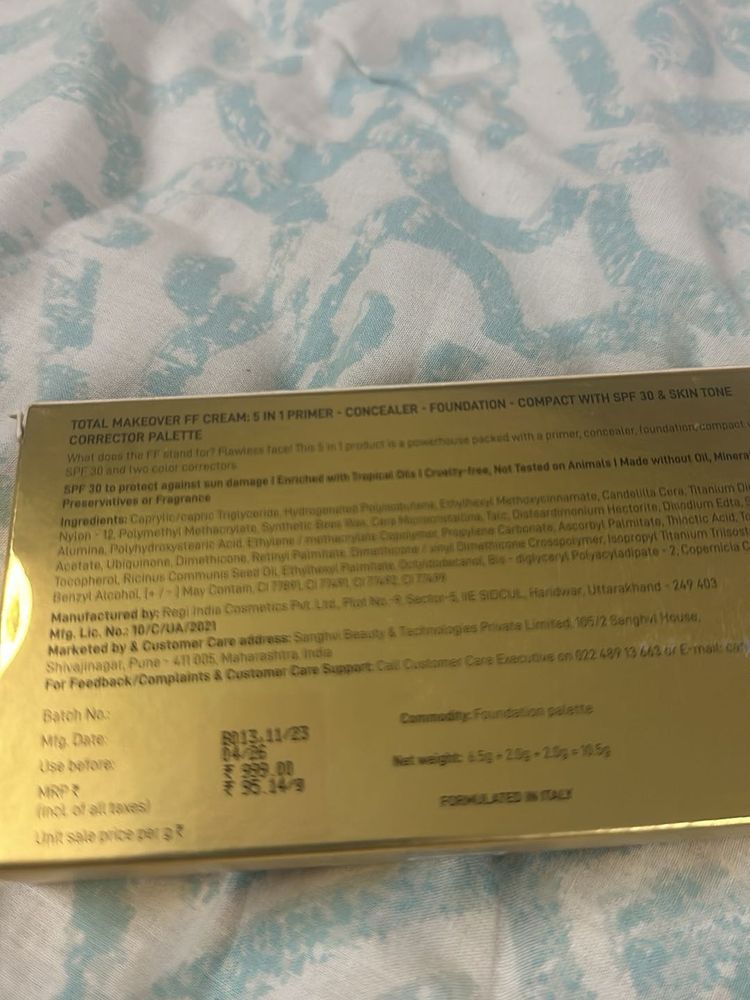 TOTAL MAKEOVER FF CREAM: 5 IN 1 PRIMER - CONCEALER - FOUNDATION - COMPACT WITH SPF 30 & SKIN TONE
CORRECTOR PALETTE
What does the FF stand for? Flawless face! This 5 in 1 product is a powerhouse packed with a primer, concealer, foundation, compact
SPF 30 and two color correctors
SPF 30 to protect against sun damage | Enriched with Tropical Oils | Cruelty-free, Not Tested on Animals | Made without Oil,
Preservatives or Fragrance
Ingredients: Caprylic/capric Triglyceride, Hydrogenated Polyisobutene, Ethylhexyl Methoxycinnamate, Candelilla Cera, Titanium
Nylon - 12, Polymethyl Methacrylate, Synthetic Bees Wax, Cera Microcristallina, Talc, Disteardimonium Hectorite, Disodium Edta,
Alumina, Polyhydroxystearic Acid, Ethylene / methacrylate Copolymer, Propylene Carbonate, Ascorbyl Palmitate, Thioctic Acid,
Acetate, Ubiquinone, Dimethicone, Retinyl Palmitate, Dimethicone / vinyl Dimethicone Crosspolymer, Isopropyl Titanium
Tocopherol, Ricinus Communis Seed Oil, Ethylhexyl Palmitate, Octyldodecanol, Bis - diglyceryl Polyacyladipate - 2, Copernicia
Benzyl Alcohol, [+ / - ] May Contain, CI 77891, CI 77491, CI 77492, CI 77499
Manufactured by: Regi India Cosmetics Pvt. Ltd., Plot No.-9, Sector-5, IIE SIDCUL, Haridwar, Uttarakhand - 249 403
Mfg. Lic. No.: 10/C/UA/2021
Marketed by & Customer Care address: Sanghvi Beauty & Technologies Private Limited, 105/2 Sanghvi House,
Shivajinagar, Pune - 411 005, Maharashtra, India
For Feedback/Complaints & Customer Care Support: Call Customer Care Executive on 022 489 13 663 or E-mail:
Batch No.:
Mfg. Date: 11/23
Use before: 04/26
MRP ₹ ₹ 999.00
(incl. of all taxes)
Unit sale price per g ₹ ₹ 95.14/g
Commodity: Foundation palette
Net weight: 6.5g + 2.0g + 2.0g = 10.5g
FORMULATED IN ITALY